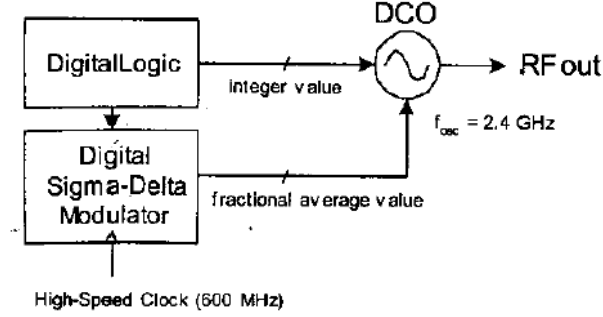 DCO
DigitalLogic
RFout
integer value
f_osc = 2.4 GHz
Digital
Sigma-Delta
Modulator
fractional average value
High-Speed Clock (600 MHz)